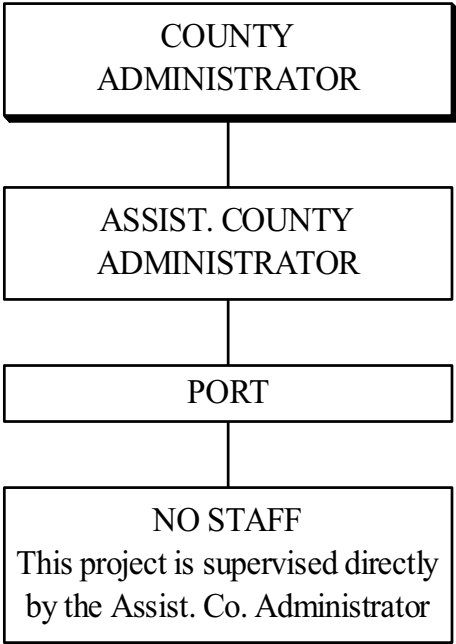 COUNTY
ADMINISTRATOR
ASSIST. COUNTY
ADMINISTRATOR
PORT
NO STAFF
This project is supervised directly
by the Assist. Co. Administrator